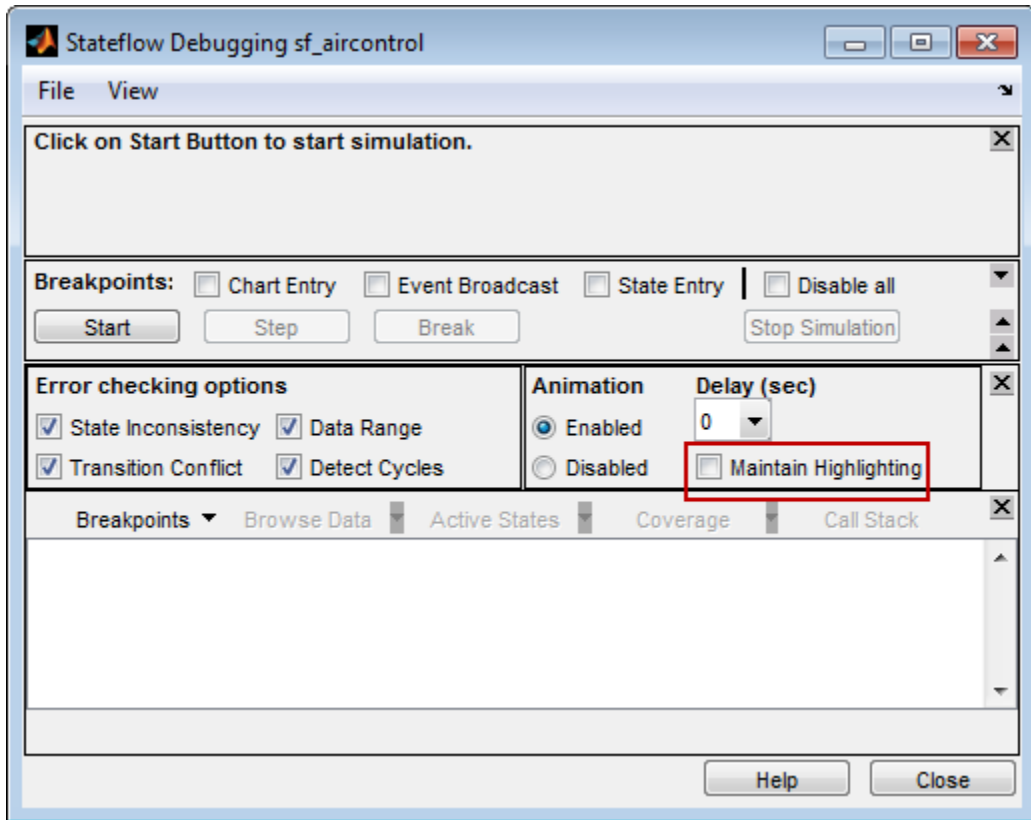 Stateflow Debugging sf_aircontrol
File View
Click on Start Button to start simulation.
Breakpoints: Chart Entry Event Broadcast State Entry Disable all
Start Step Break Stop Simulation
Error checking options Animation Delay (sec)
State Inconsistency Data Range Enabled 0
Transition Conflict Detect Cycles Disabled Maintain Highlighting
Breakpoints Browse Data Active States Coverage Call Stack
Help Close